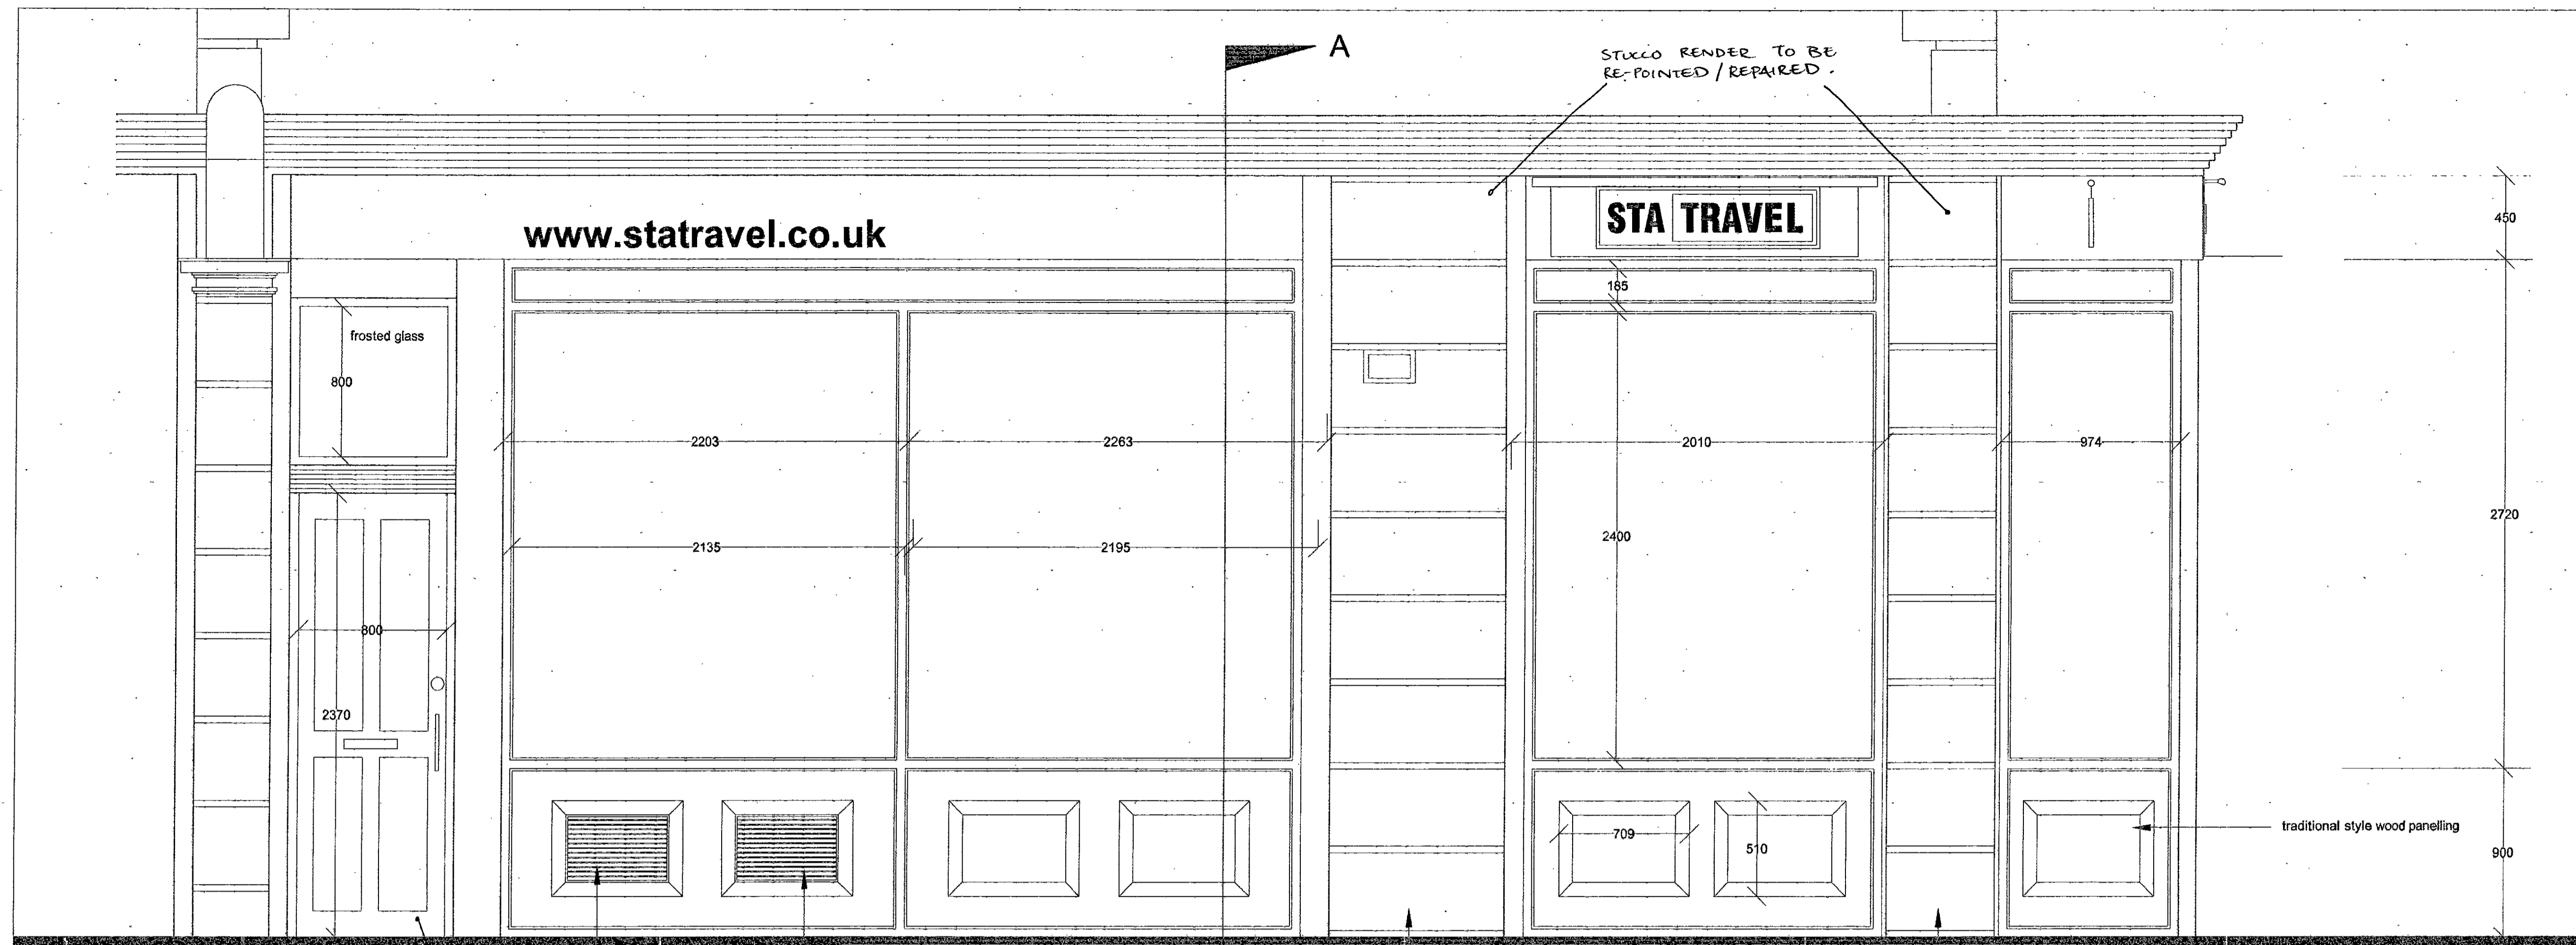 A
STUCCO RENDER TO BE
RE-POINTED / REPAIRED.
www.statravel.co.uk
STA TRAVEL
450
185
frosted glass
800
2203
2263
2010
974
2720
2135
2195
2400
800
2370
709
510
traditional style wood panelling
900